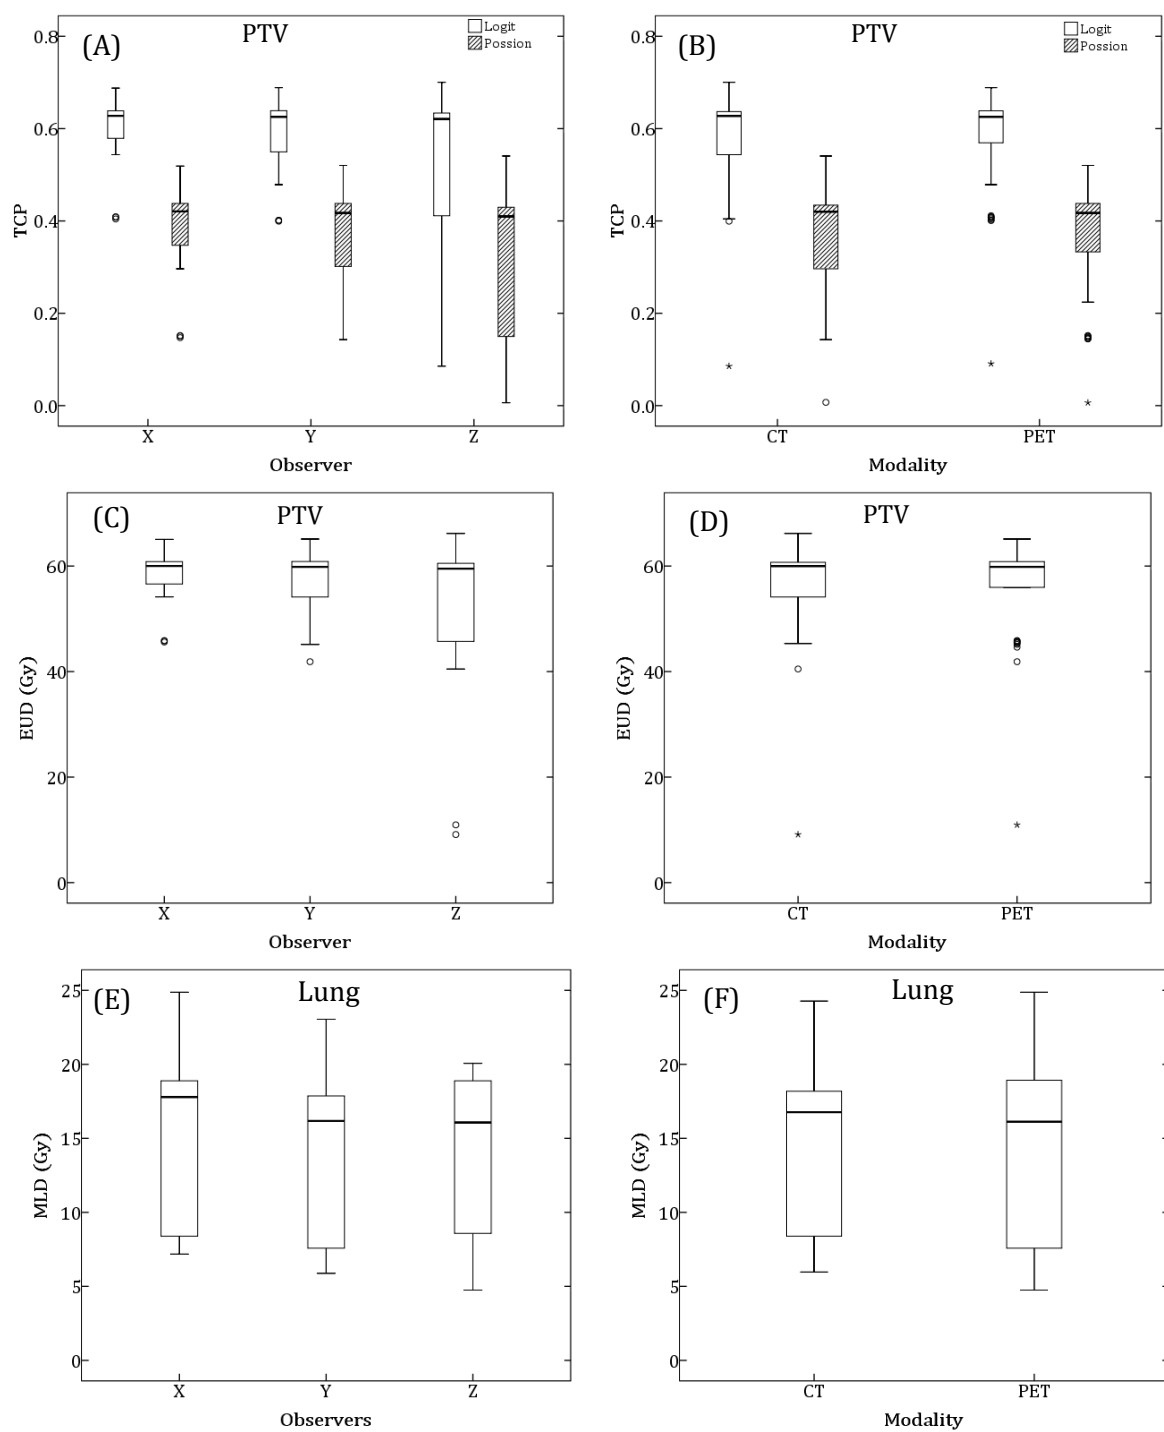 (A)
PTV
Logit
Possion
0.8
0.6
0.4
0.2
0.0
TCP
X
Y
Z
Observer
(B)
PTV
Logit
Possion
0.8
0.6
0.4
0.2
0.0
TCP
CT
PET
Modality
(C)
PTV
60
40
20
0
EUD (Gy)
X
Y
Z
Observer
(D)
PTV
60
40
20
0
EUD (Gy)
CT
PET
Modality
(E)
Lung
25
20
15
10
5
0
MLD (Gy)
X
Y
Z
Observers
(F)
Lung
25
20
15
10
5
0
MLD (Gy)
CT
PET
Modality